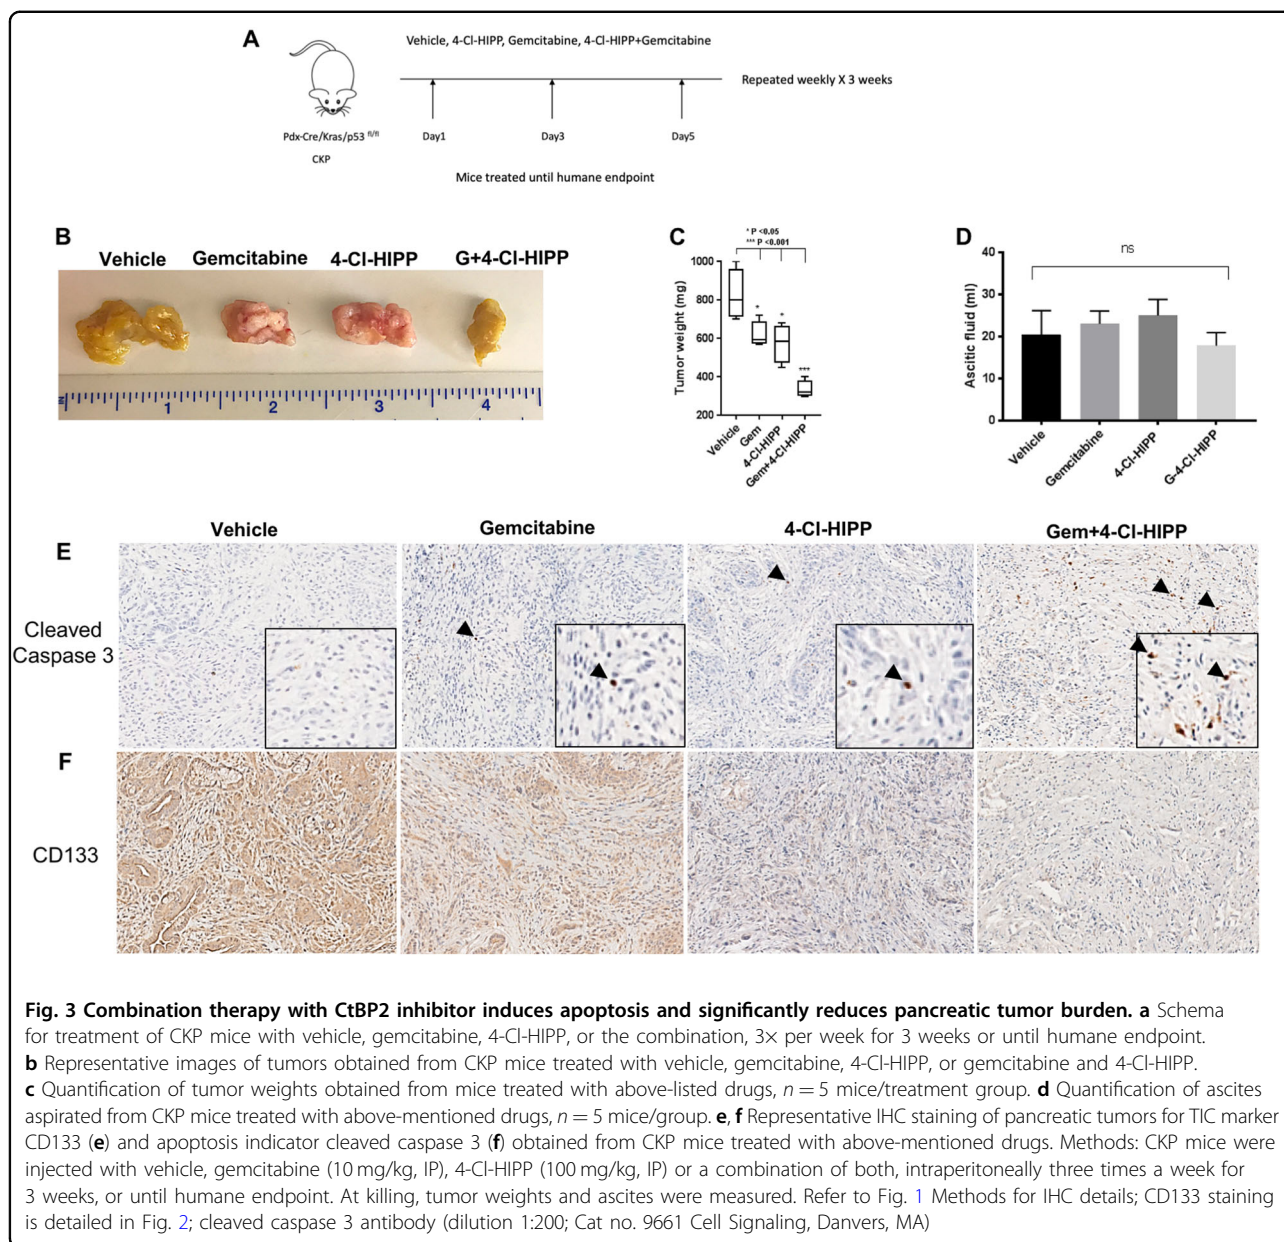 A
Vehicle, 4-Cl-HIPP, Gemcitabine, 4-Cl-HIPP+Gemcitabine
Repeated weekly X 3 weeks
Pdx-Cre/Kras/p53 fl/fl
CKP
Day1
Day3
Day5
Mice treated until humane endpoint
B
Vehicle
Gemcitabine
4-Cl-HIPP
G+4-Cl-HIPP
1
2
3
4
C
* P <0.05
*** P <0.001
Tumor weight (mg)
1000
800
600
400
200
*
*
***
Vehicle
Gem
4-Cl-HIPP
Gem+4-Cl-HIPP
D
ns
Ascitic fluid (ml)
40
30
20
10
0
Vehicle
Gemcitabine
4-Cl-HIPP
G-4-Cl-HIPP
Vehicle
Gemcitabine
4-Cl-HIPP
Gem+4-Cl-HIPP
E
Cleaved
Caspase 3
F
CD133
Fig. 3 Combination therapy with CtBP2 inhibitor induces apoptosis and significantly reduces pancreatic tumor burden. a Schema
for treatment of CKP mice with vehicle, gemcitabine, 4-Cl-HIPP, or the combination, 3× per week for 3 weeks or until humane endpoint.
b Representative images of tumors obtained from CKP mice treated with vehicle, gemcitabine, 4-Cl-HIPP, or gemcitabine and 4-Cl-HIPP.
c Quantification of tumor weights obtained from mice treated with above-listed drugs, n = 5 mice/treatment group. d Quantification of ascites
aspirated from CKP mice treated with above-mentioned drugs, n = 5 mice/group. e, f Representative IHC staining of pancreatic tumors for TIC marker
CD133 (e) and apoptosis indicator cleaved caspase 3 (f) obtained from CKP mice treated with above-mentioned drugs. Methods: CKP mice were
injected with vehicle, gemcitabine (10 mg/kg, IP), 4-Cl-HIPP (100 mg/kg, IP) or a combination of both, intraperitoneally three times a week for
3 weeks, or until humane endpoint. At killing, tumor weights and ascites were measured. Refer to Fig. 1 Methods for IHC details; CD133 staining
is detailed in Fig. 2; cleaved caspase 3 antibody (dilution 1:200; Cat no. 9661 Cell Signaling, Danvers, MA)